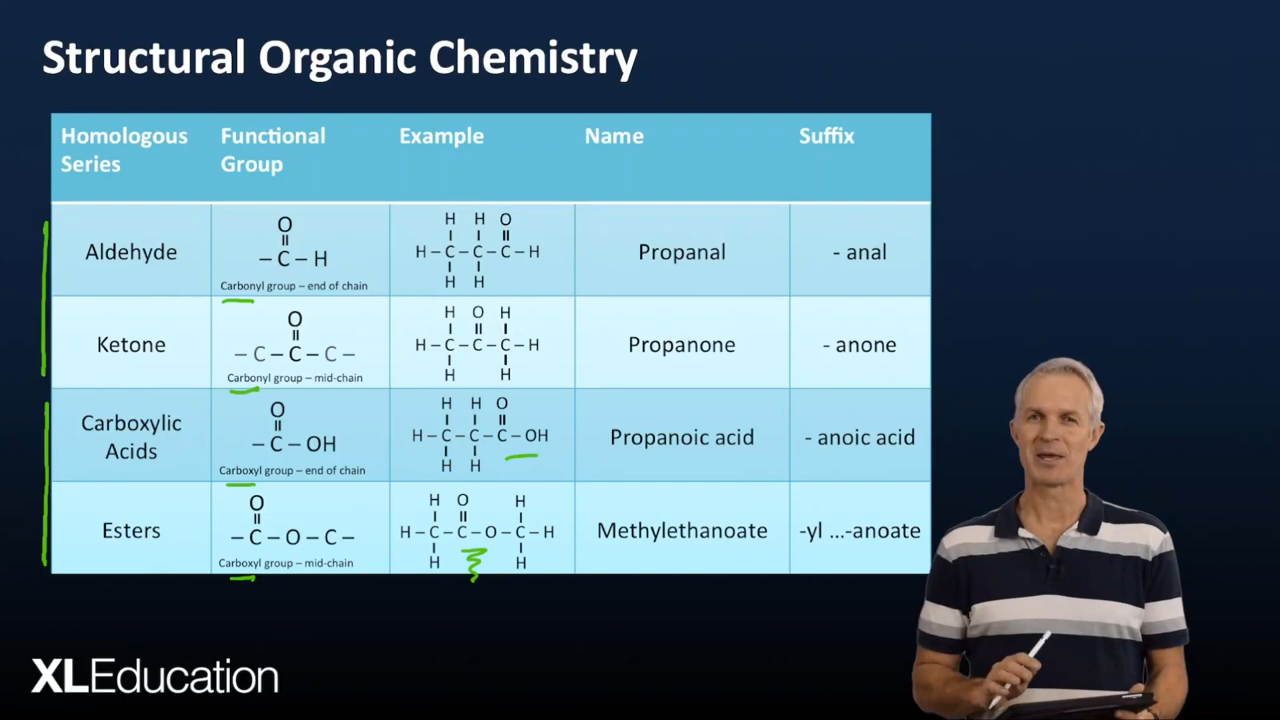 Structural Organic Chemistry
Homologous Series
Functional Group
Example
Name
Suffix
Aldehyde
O
||
– C – H
Carbonyl group – end of chain
H H O
| | ||
H – C – C – C – H
| |
H H
Propanal
- anal
Ketone
O
||
– C – C – C –
Carbonyl group – mid-chain
H O H
| || |
H – C – C – C – H
| |
H H
Propanone
- anone
Carboxylic Acids
O
||
– C – OH
Carboxyl group – end of chain
H H O
| | ||
H – C – C – C – OH
| |
H H
Propanoic acid
- anoic acid
Esters
O
||
– C – O – C –
Carboxyl group – mid-chain
H O H
| || |
H – C – C – O – C – H
| |
H H
Methylethanoate
-yl ...-anoate
XLEducation